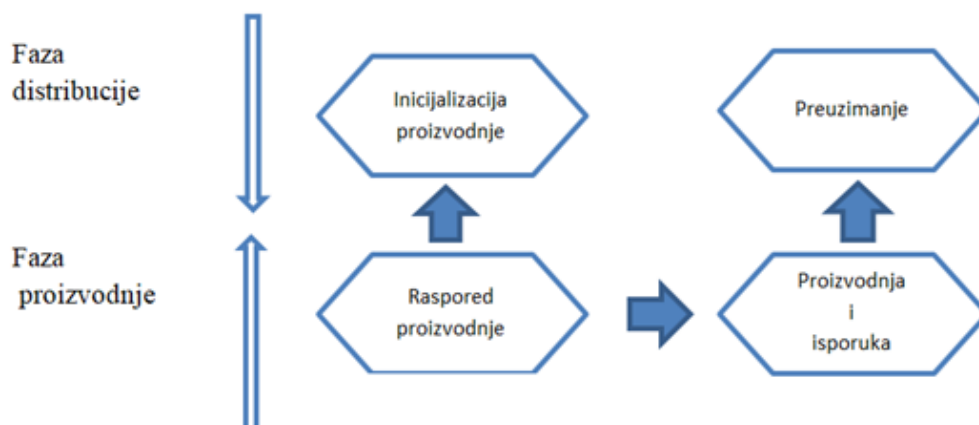 Faza
distribucije
Inicijalizacija
proizvodnje
Preuzimanje
Faza
proizvodnje
Raspored
proizvodnje
Proizvodnja
i
isporuka